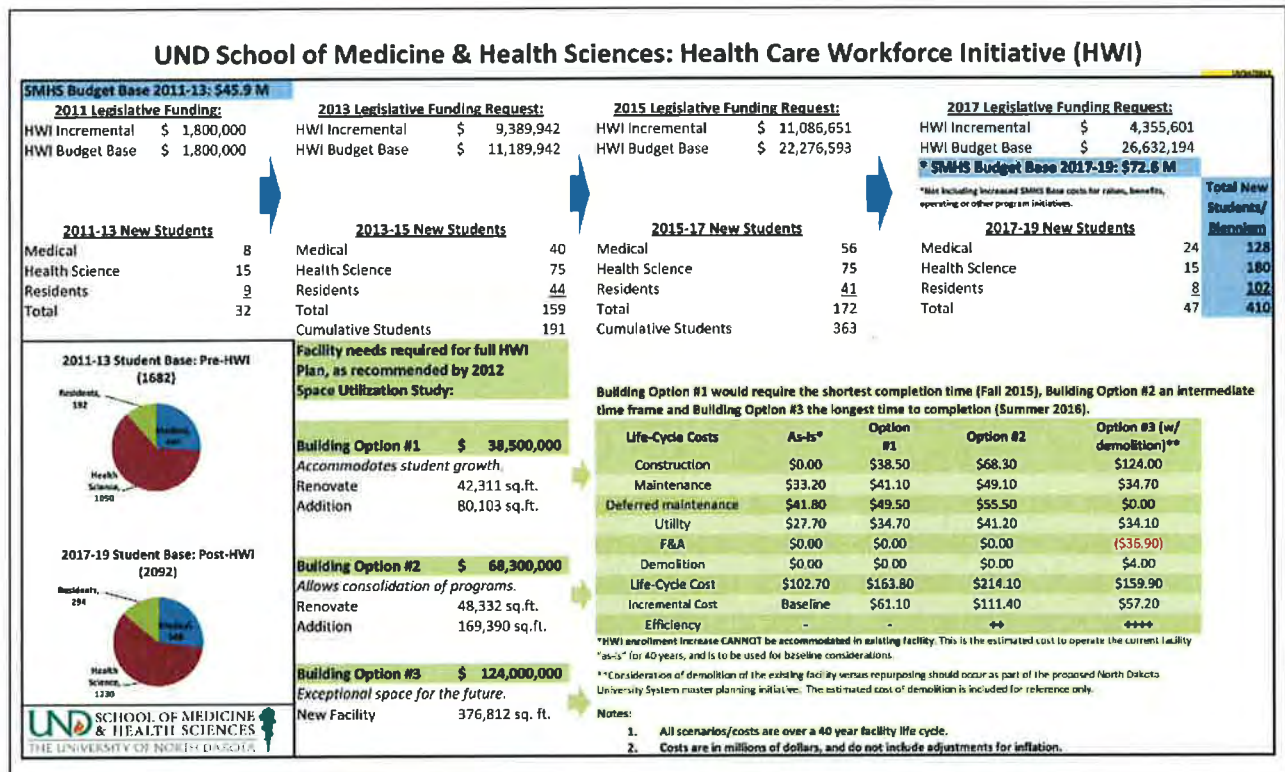 UND School of Medicine & Health Sciences: Health Care Workforce Initiative (HWI)
SMHS Budget Base 2011-13: $45.9 M
2011 Legislative Funding:
HWI Incremental $ 1,800,000
HWI Budget Base $ 1,800,000
2013 Legislative Funding Request:
HWI Incremental $ 9,389,942
HWI Budget Base $ 11,189,942
2015 Legislative Funding Request:
HWI Incremental $ 11,086,651
HWI Budget Base $ 22,276,593
2017 Legislative Funding Request:
HWI Incremental $ 4,355,601
HWI Budget Base $ 26,632,194
* SMHS Budget Base 2017-19: $72.6 M
*Not including increased SMHS Base costs for raises, benefits,
operating or other program initiatives.
Total New
Students/
Biennium
128
180
102
410
2011-13 New Students
Medical 8
Health Science 15
Residents 9
Total 32
2013-15 New Students
Medical 40
Health Science 75
Residents 44
Total 159
Cumulative Students 191
2015-17 New Students
Medical 56
Health Science 75
Residents 41
Total 172
Cumulative Students 363
2017-19 New Students
Medical 24
Health Science 15
Residents 8
Total 47
2011-13 Student Base: Pre-HWI
(1682)
Residents,
192
Medical,
Health
Science,
1050
2017-19 Student Base: Post-HWI
(2092)
Residents,
294
Medical,
Health
Science,
1230
UND SCHOOL OF MEDICINE
& HEALTH SCIENCES
THE UNIVERSITY OF NORTH DAKOTA
Facility needs required for full HWI
Plan, as recommended by 2012
Space Utilization Study:
Building Option #1 $ 38,500,000
Accommodates student growth.
Renovate 42,311 sq.ft.
Addition 80,103 sq.ft.
Building Option #2 $ 68,300,000
Allows consolidation of programs.
Renovate 48,332 sq.ft.
Addition 169,390 sq.ft.
Building Option #3 $ 124,000,000
Exceptional space for the future.
New Facility 376,812 sq. ft.
Building Option #1 would require the shortest completion time (Fall 2015), Building Option #2 an intermediate
time frame and Building Option #3 the longest time to completion (Summer 2016).
Life-Cycle Costs As-Is* Option #1 Option #2 Option #3 (w/ demolition)**
Construction $0.00 $38.50 $68.30 $124.00
Maintenance $33.20 $41.10 $49.10 $34.70
Deferred maintenance $41.80 $49.50 $55.50 $0.00
Utility $27.70 $34.70 $41.20 $34.10
F&A $0.00 $0.00 $0.00 ($36.90)
Demolition $0.00 $0.00 $0.00 $4.00
Life-Cycle Cost $102.70 $163.80 $214.10 $159.90
Incremental Cost Baseline $61.10 $111.40 $57.20
Efficiency - - ++ ++++
*HWI enrollment increase CANNOT be accommodated in existing facility. This is the estimated cost to operate the current facility
"as-is" for 40 years, and is to be used for baseline considerations.
**Consideration of demolition of the existing facility versus repurposing should occur as part of the proposed North Dakota
University System master planning initiative. The estimated cost of demolition is included for reference only.
Notes:
1. All scenarios/costs are over a 40 year facility life cycle.
2. Costs are in millions of dollars, and do not include adjustments for inflation.